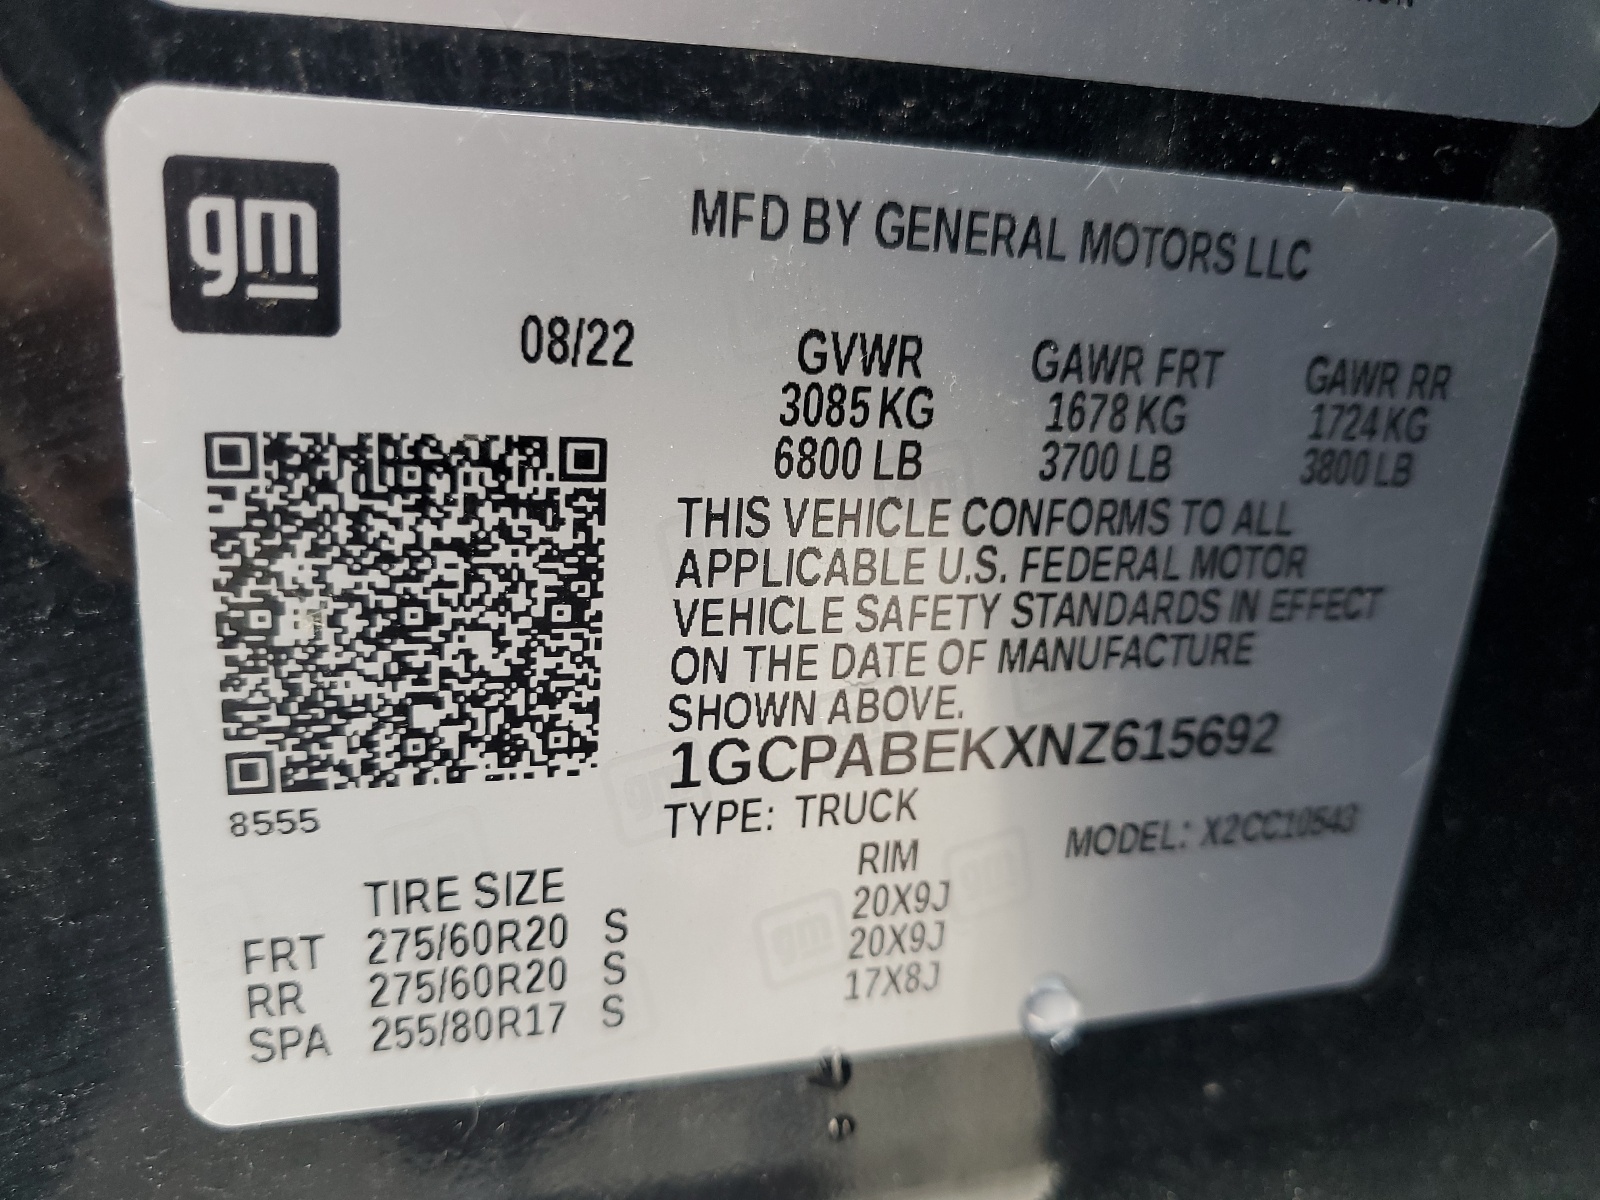 gm
MFD BY GENERAL MOTORS LLC
08/22
GVWR GAWR FRT GAWR RR
3085 KG 1678 KG 1724 KG
6800 LB 3700 LB 3800 LB
THIS VEHICLE CONFORMS TO ALL
APPLICABLE U.S. FEDERAL MOTOR
VEHICLE SAFETY STANDARDS IN EFFECT
ON THE DATE OF MANUFACTURE
SHOWN ABOVE.
1GCPABEKXNZ615692
8555
TYPE: TRUCK MODEL: X2CC10543
TIRE SIZE RIM
FRT 275/60R20 S 20X9J
RR 275/60R20 S 20X9J
SPA 255/80R17 S 17X8J